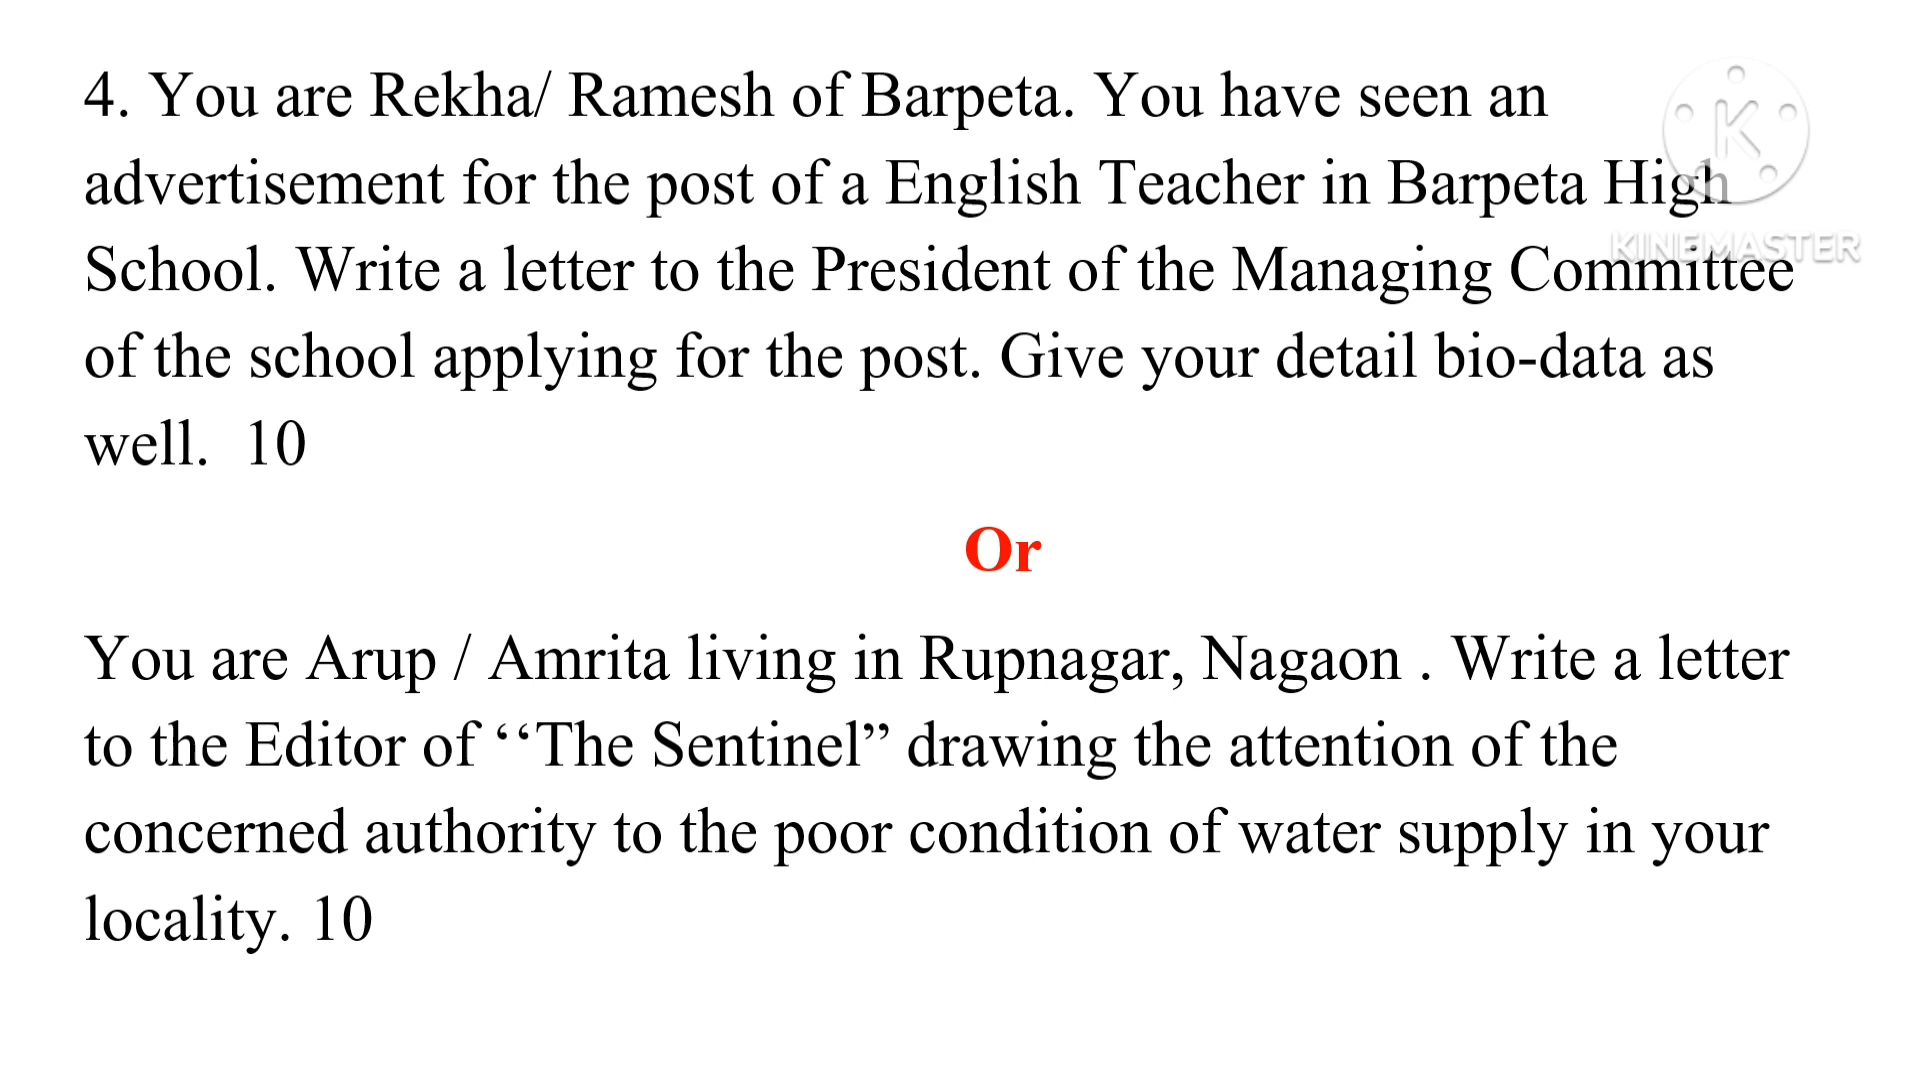 4. You are Rekha/ Ramesh of Barpeta. You have seen an
advertisement for the post of a English Teacher in Barpeta High
School. Write a letter to the President of the Managing Committee
of the school applying for the post. Give your detail bio-data as
well.  10
Or
You are Arup / Amrita living in Rupnagar, Nagaon . Write a letter
to the Editor of ‘‘The Sentinel” drawing the attention of the
concerned authority to the poor condition of water supply in your
locality. 10
K
KINEMASTER